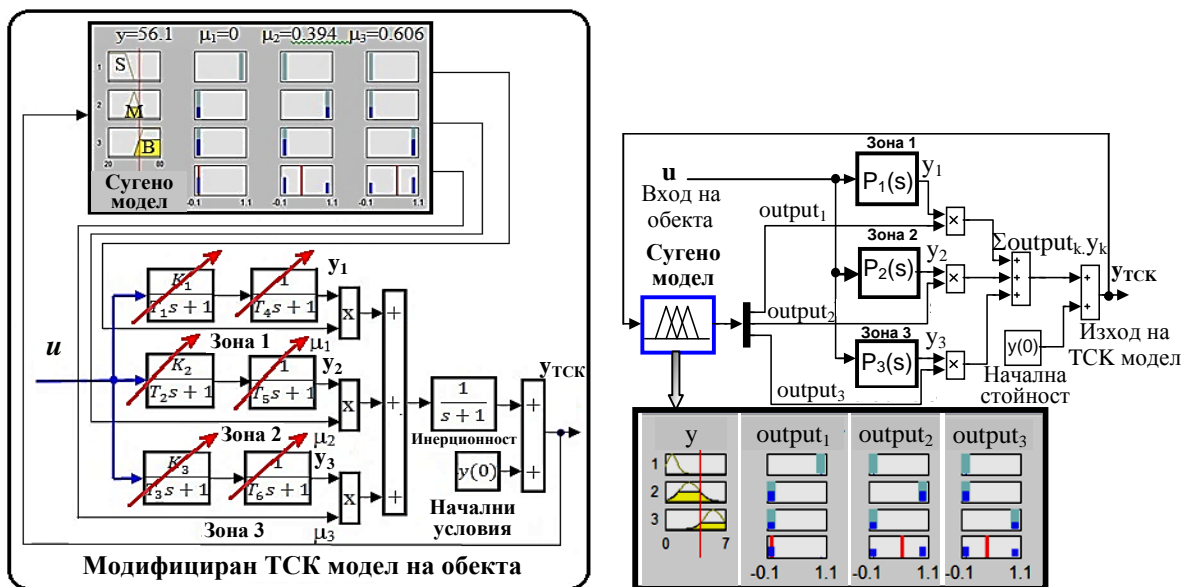 y=56.1 μ₁=0 μ₂=0.394 μ₃=0.606
1 S
2 M
3 B
20 80
Сугено
модел
-0.1 1.1 -0.1 1.1 -0.1 1.1
K₁
T₁s + 1
1
T₄s + 1
y₁
x
Зона 1
μ₁
u
K₂
T₂s + 1
1
T₅s + 1
y₂
x
Зона 2
μ₂
K₃
T₃s + 1
1
T₆s + 1
y₃
x
Зона 3
μ₃
+
+
+
1
s + 1
Инерционност
y(0)
Начални
условия
+
+
yТСК
Модифициран ТСК модел на обекта
u
Вход на
обекта
Зона 1
P₁(s)
y₁
output₁
×
Сугено
модел
Зона 2
P₂(s)
y₂
output₂
×
Зона 3
P₃(s)
y₃
output₃
×
Σoutputₖ.yₖ
+
+
+
+
+
yТСК
y(0)
Начална
стойност
Изход на
ТСК модел
y output₁ output₂ output₃
1
2
3
0 7
-0.1 1.1 -0.1 1.1 -0.1 1.1